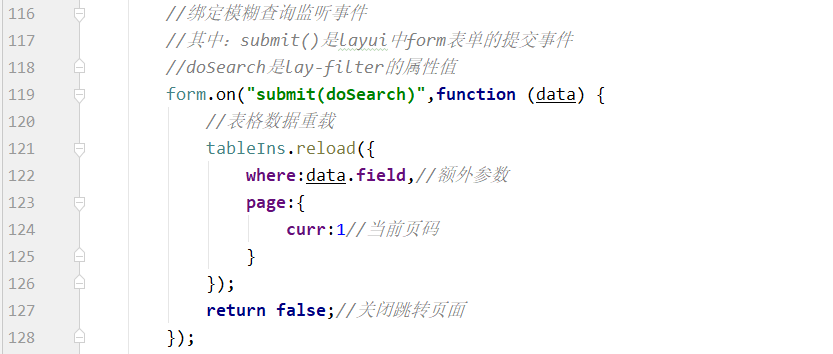 116 //绑定模糊查询监听事件
117 //其中：submit()是layui中form表单的提交事件
118 //doSearch是lay-filter的属性值
119 form.on("submit(doSearch)",function (data) {
120 //表格数据重载
121 tableIns.reload({
122 where:data.field,//额外参数
123 page:{
124 curr:1//当前页码
125 }
126 });
127 return false;//关闭跳转页面
128 });